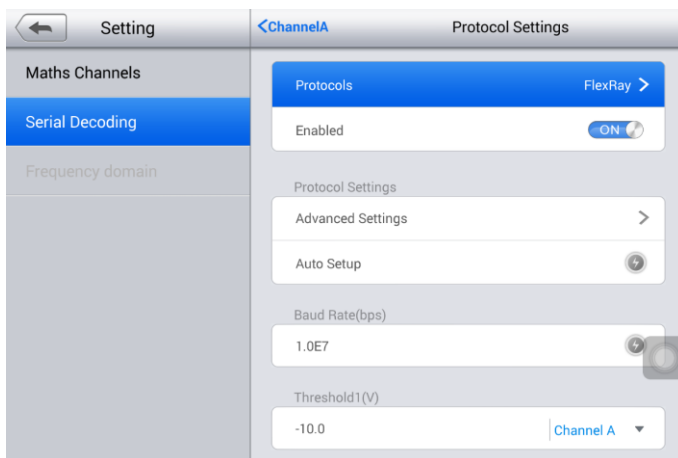 Setting
Maths Channels
Serial Decoding
Frequency domain
ChannelA
Protocol Settings
Protocols FlexRay
Enabled ON
Protocol Settings
Advanced Settings
Auto Setup
Baud Rate(bps)
1.0E7
Threshold1(V)
-10.0 Channel A